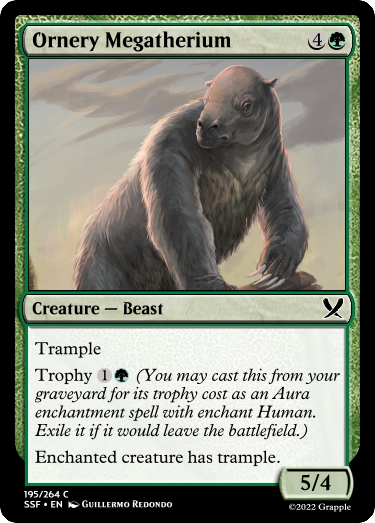 Ornery Megatherium 4
Creature — Beast
Trample
Trophy 1 (You may cast this from your
graveyard for its trophy cost as an Aura
enchantment spell with enchant Human.
Exile it if it would leave the battlefield.)
Enchanted creature has trample.
5/4
195/264 C
SSF • EN Guillermo Redondo
©2022 Grapple